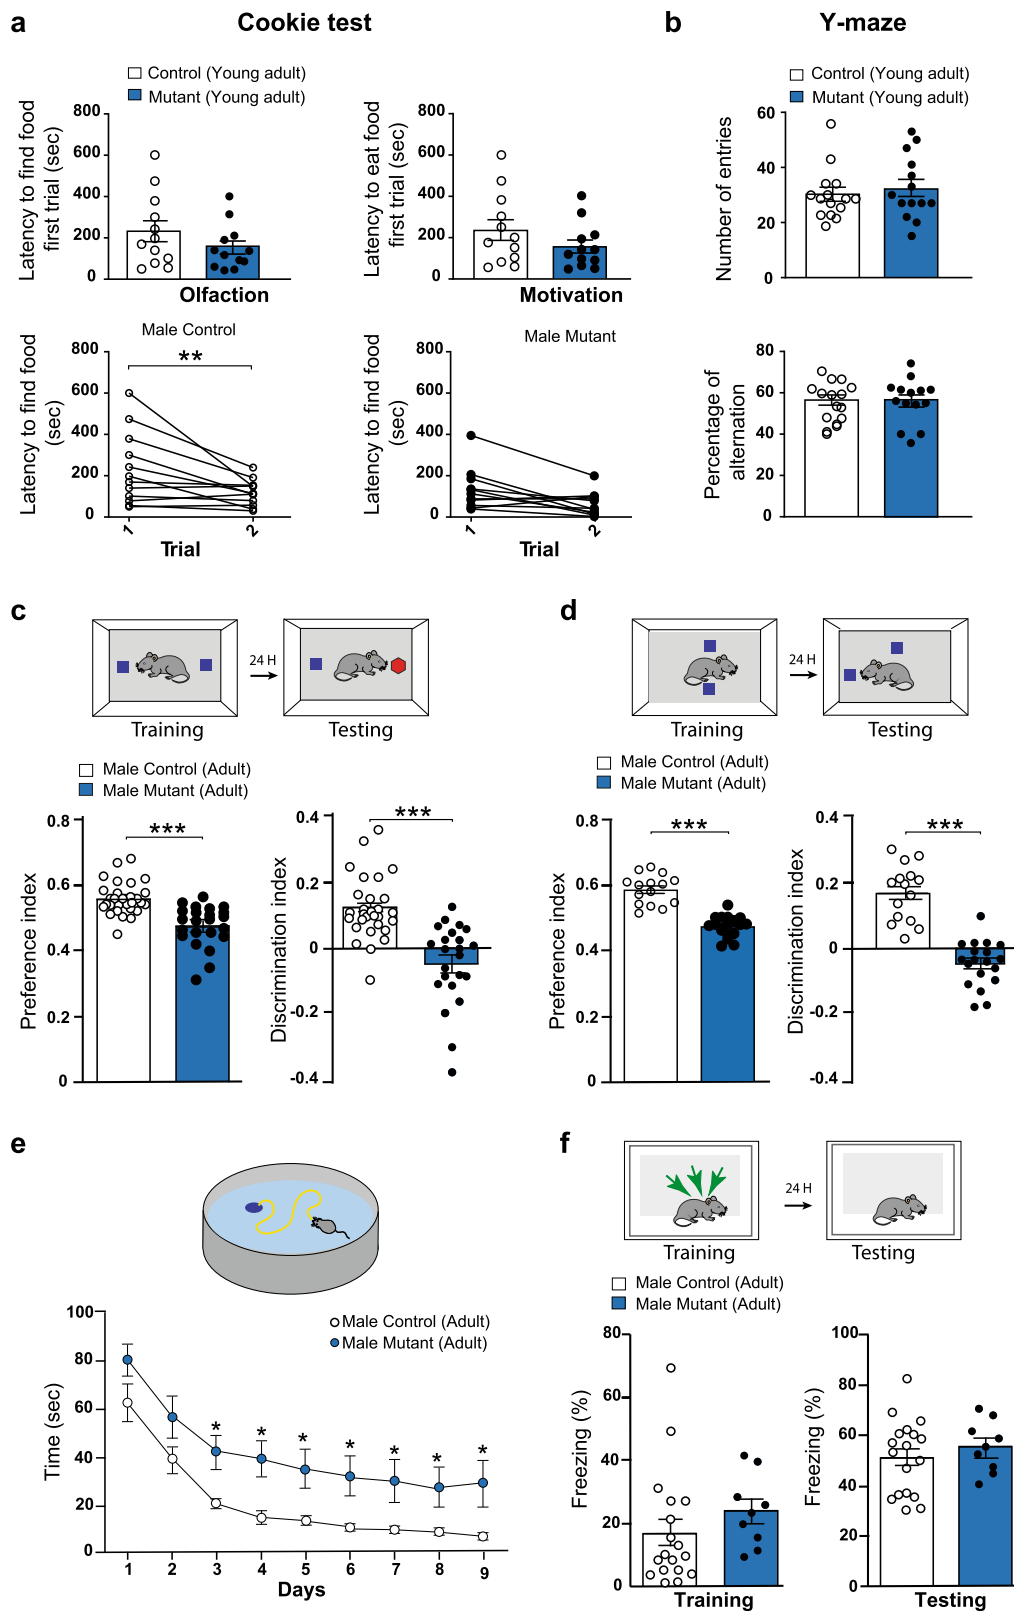 a
Cookie test
Control (Young adult)
Mutant (Young adult)
Latency to find food
first trial (sec)
800
600
400
200
0
Olfaction
Latency to eat food
first trial (sec)
800
600
400
200
0
Motivation
Male Control
Latency to find food
(sec)
800
600
400
200
0
**
1
2
Trial
Male Mutant
Latency to find food
(sec)
800
600
400
200
0
1
2
Trial
b
Y-maze
Control (Young adult)
Mutant (Young adult)
Number of entries
60
40
20
0
Percentage of
alternation
80
60
40
20
0
c
24 H
Training
Testing
Male Control (Adult)
Male Mutant (Adult)
Preference index
0.8
0.6
0.4
0.2
0
***
Discrimination index
0.4
0.2
0
-0.2
-0.4
***
d
24 H
Training
Testing
Male Control (Adult)
Male Mutant (Adult)
Preference index
0.8
0.6
0.4
0.2
0
***
Discrimination index
0.4
0.2
0
-0.2
-0.4
***
e
Male Control (Adult)
Male Mutant (Adult)
Time (sec)
100
80
60
40
20
0
* * * * * * *
1 2 3 4 5 6 7 8 9
Days
f
24 H
Training
Testing
Male Control (Adult)
Male Mutant (Adult)
Freezing (%)
80
60
40
20
0
Training
Freezing (%)
100
80
60
40
20
0
Testing